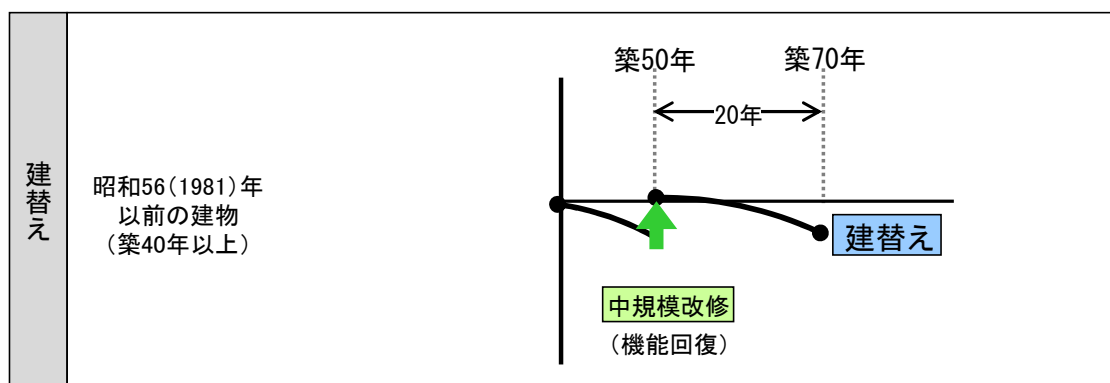 建替え
昭和56（1981）年
以前の建物
（築40年以上）
築50年
築70年
20年
建替え
中規模改修
（機能回復）